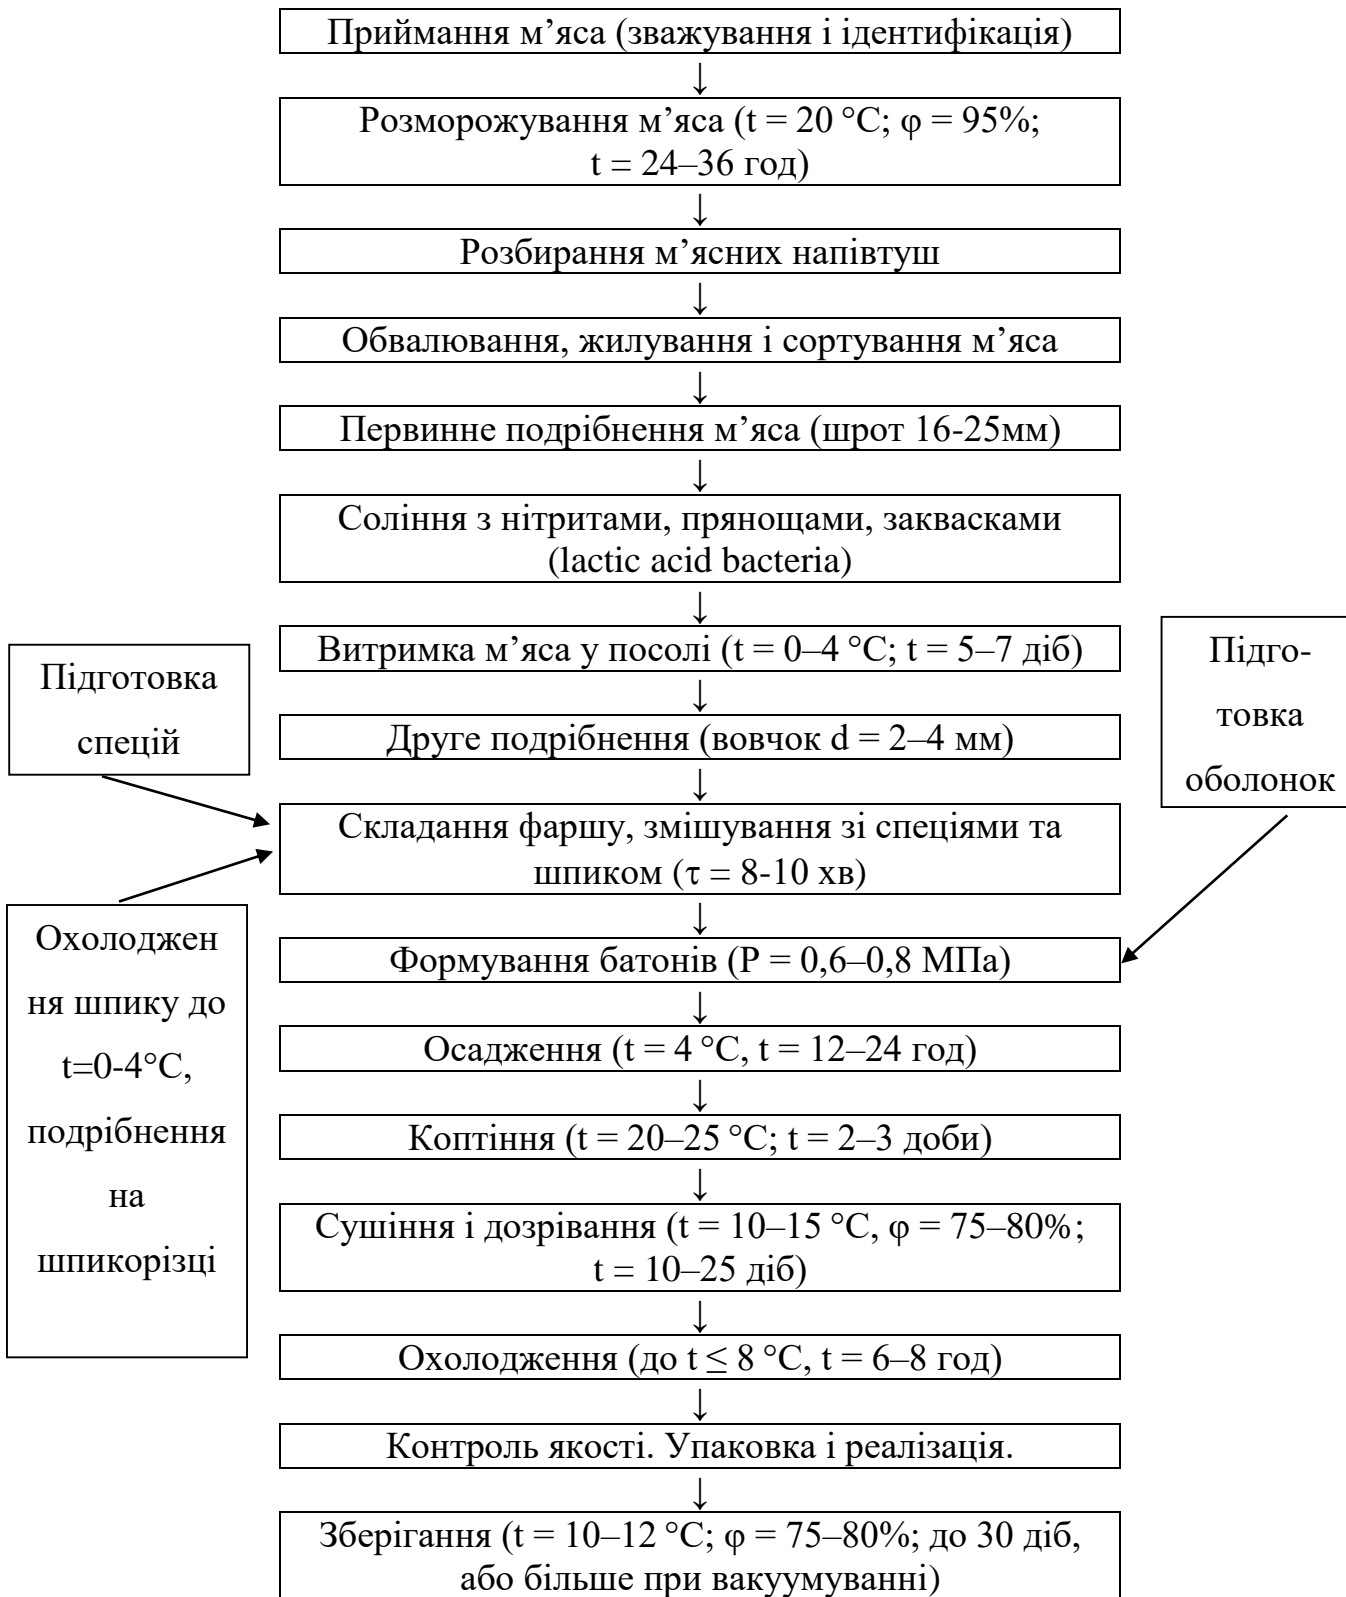 Приймання м’яса (зважування і ідентифікація)
↓
Розморожування м’яса (t = 20 °C; φ = 95%;
t = 24–36 год)
↓
Розбирання м’ясних напівтуш
↓
Обвалювання, жилування і сортування м’яса
↓
Первинне подрібнення м’яса (шрот 16-25мм)
↓
Соління з нітритами, прянощами, заквасками
(lactic acid bacteria)
↓
Витримка м’яса у посолі (t = 0–4 °C; t = 5–7 діб)
↓
Підготовка
спецій
Підго-
товка
оболонок
Друге подрібнення (вовчок d = 2–4 мм)
↓
Складання фаршу, змішування зі спеціями та
шпиком (τ = 8-10 хв)
↓
Охолоджен
ня шпику до
t=0-4°C,
подрібнення
на
шпикорізці
Формування батонів (P = 0,6–0,8 МПа)
↓
Осадження (t = 4 °C, t = 12–24 год)
↓
Коптіння (t = 20–25 °C; t = 2–3 доби)
↓
Сушіння і дозрівання (t = 10–15 °C, φ = 75–80%;
t = 10–25 діб)
↓
Охолодження (до t ≤ 8 °C, t = 6–8 год)
↓
Контроль якості. Упаковка і реалізація.
↓
Зберігання (t = 10–12 °C; φ = 75–80%; до 30 діб,
або більше при вакуумуванні)